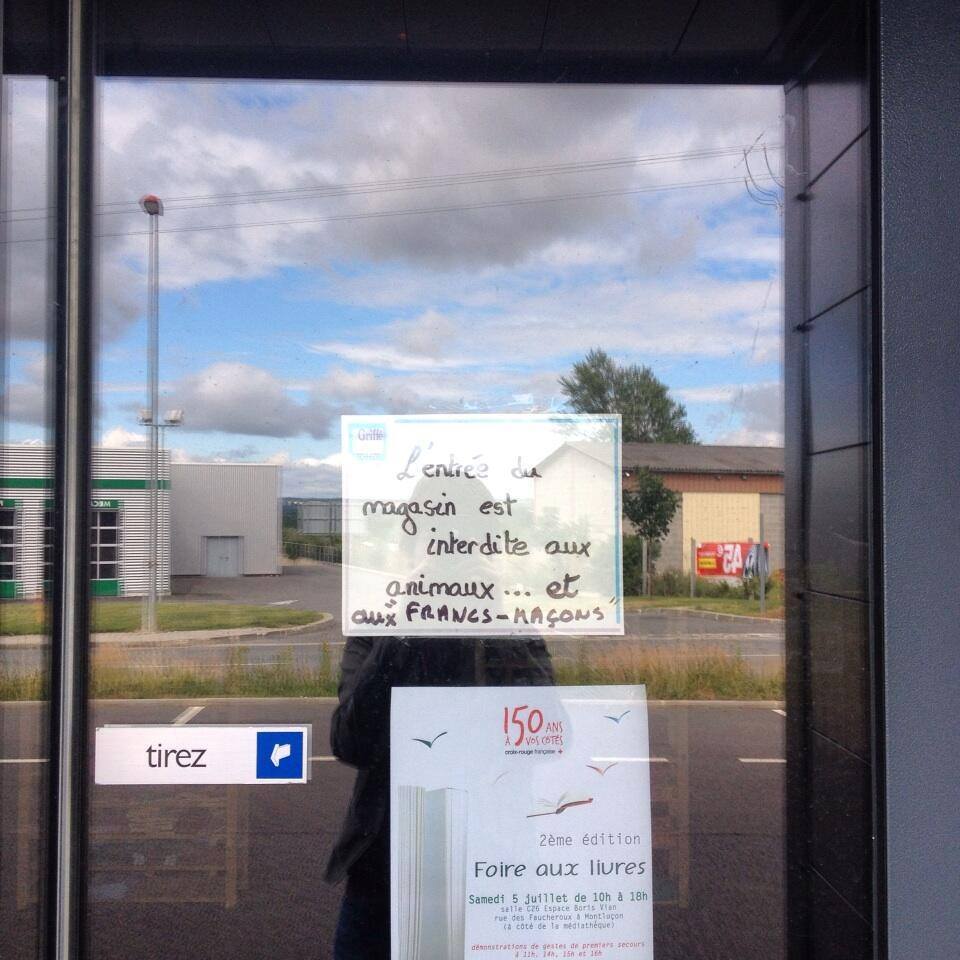 Griffé
L'entrée du
magasin est
interdite aux
animaux... et
aux "FRANCS-MAÇONS"
45€
tirez
150 ANS
À VOS CÔTÉS
croix-rouge française
2ème édition
Foire aux livres
Samedi 5 juillet de 10h à 18h
salle C26 Espace Boris Vian
rue des Faucheroux à Montluçon
(à côté de la médiathêque)
démonstrations de gestes de premiers secours
à 11h, 14h, 15h et 16h